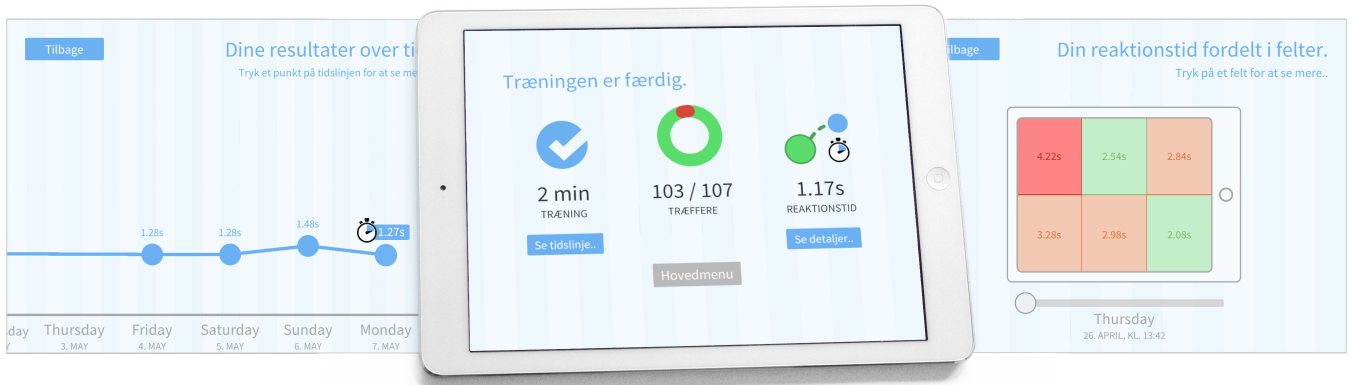 Tilbage
Dine resultater over ti
Tryk et punkt på tidslinjen for at se me
1.28s
1.28s
1.48s
1.27s
Thursday
3. MAY
Friday
4. MAY
Saturday
5. MAY
Sunday
6. MAY
Monday
7. MAY
Træningen er færdig.
2 min
TRÆNING
Se tidslinje..
103 / 107
TRÆFFERE
1.17s
REAKTIONSTID
Se detaljer..
Hovedmenu
ilbage
Din reaktionstid fordelt i felter.
Tryk på et felt for at se mere..
4.22s
2.54s
2.84s
3.28s
2.98s
2.08s
Thursday
26. APRIL, KL. 13:42